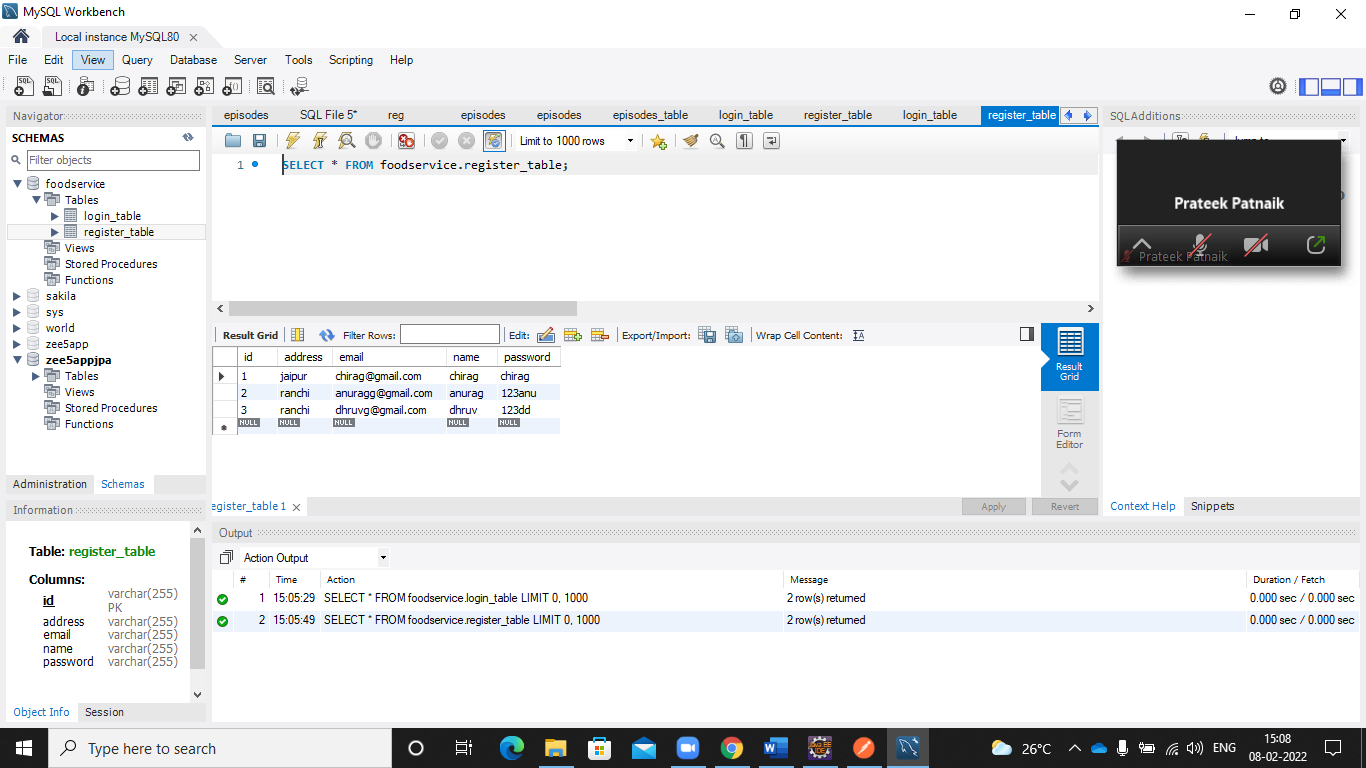 MySQL Workbench
Local instance MySQL80
File Edit View Query Database Server Tools Scripting Help
Navigator
SCHEMAS
Filter objects
foodservice
Tables
login_table
register_table
Views
Stored Procedures
Functions
sakila
sys
world
zee5app
zee5appjpa
Tables
Views
Stored Procedures
Functions
Administration Schemas
Information
Table: register_table
Columns:
id varchar(255)
PK
address varchar(255)
email varchar(255)
name varchar(255)
password varchar(255)
Object Info Session
episodes SQL File 5* reg episodes episodes episodes_table login_table register_table login_table register_table
Limit to 1000 rows
1 SELECT * FROM foodservice.register_table;
Result Grid Filter Rows: Edit: Export/Import: Wrap Cell Content:
id address email name password
1 jaipur chirag@gmail.com chirag chirag
2 ranchi anuragg@gmail.com anurag 123anu
3 ranchi dhruvg@gmail.com dhruv 123dd
NULL NULL NULL NULL NULL
Result
Grid
Form
Editor
egister_table 1
Apply Revert
SQLAdditions
Prateek Patnaik
Prateek Patnaik
Context Help Snippets
Output
Action Output
# Time Action Message Duration / Fetch
1 15:05:29 SELECT * FROM foodservice.login_table LIMIT 0, 1000 2 row(s) returned 0.000 sec / 0.000 sec
2 15:05:49 SELECT * FROM foodservice.register_table LIMIT 0, 1000 2 row(s) returned 0.000 sec / 0.000 sec
Type here to search
26°C
ENG
15:08
08-02-2022